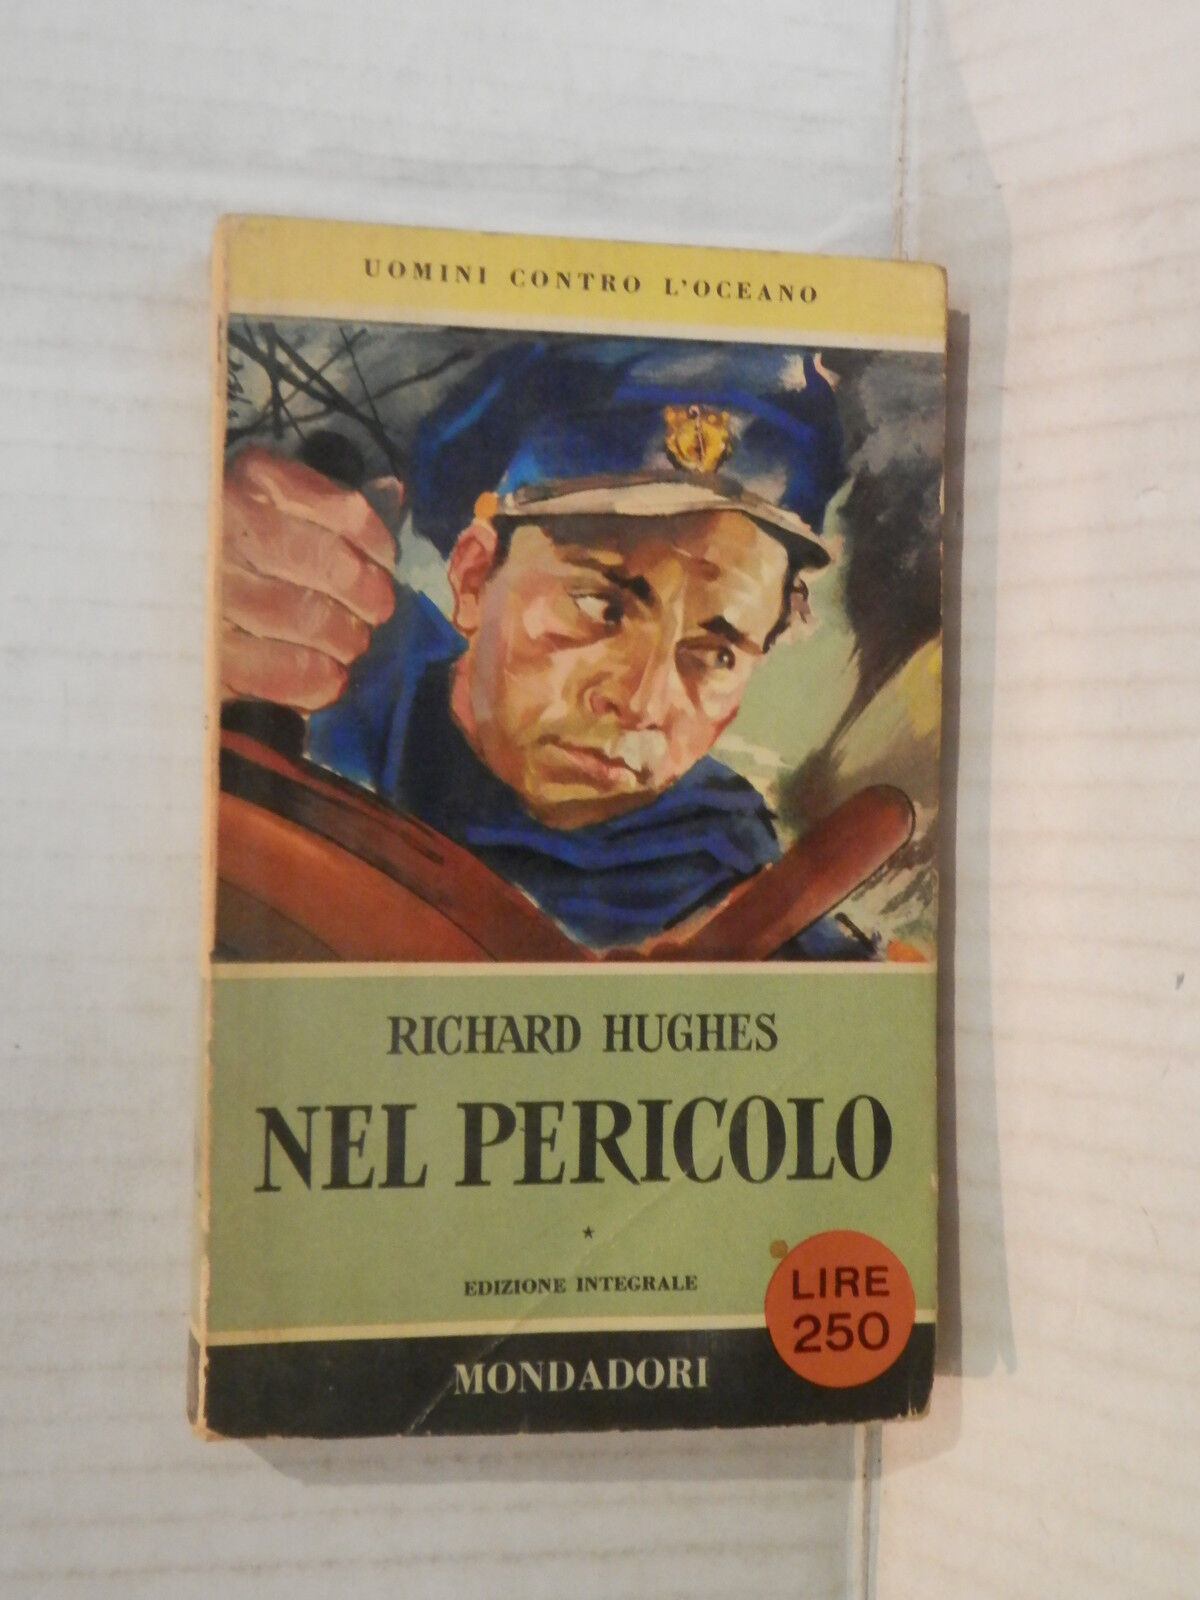 UOMINI CONTRO L'OCEANO
RICHARD HUGHES
NEL PERICOLO
*
EDIZIONE INTEGRALE
LIRE
250
MONDADORI